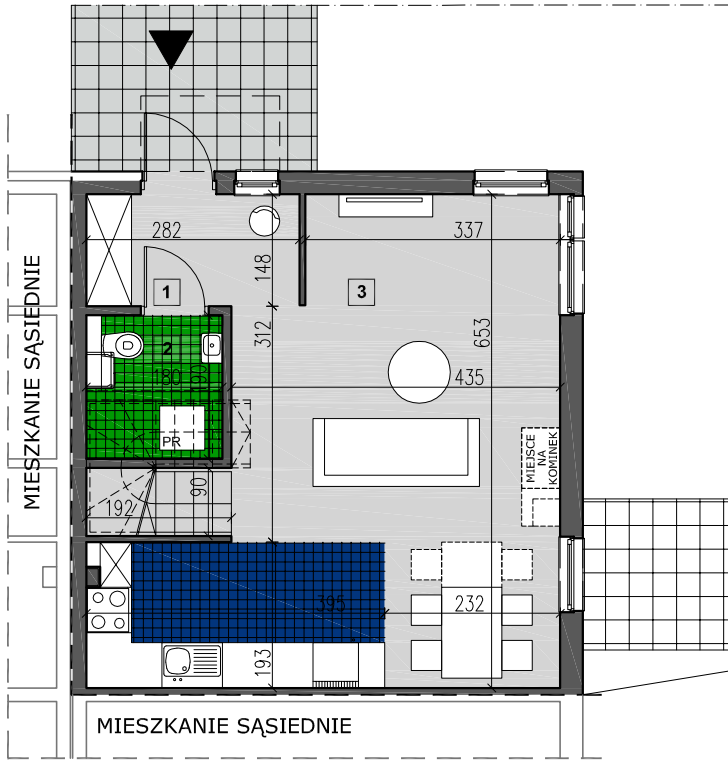 282
337
148
1
3
MIESZKANIE SĄSIEDNIE
312
653
2
180
190
435
PR
MIEJSCE
NA
KOMINEK
90
192
395
232
193
MIESZKANIE SĄSIEDNIE